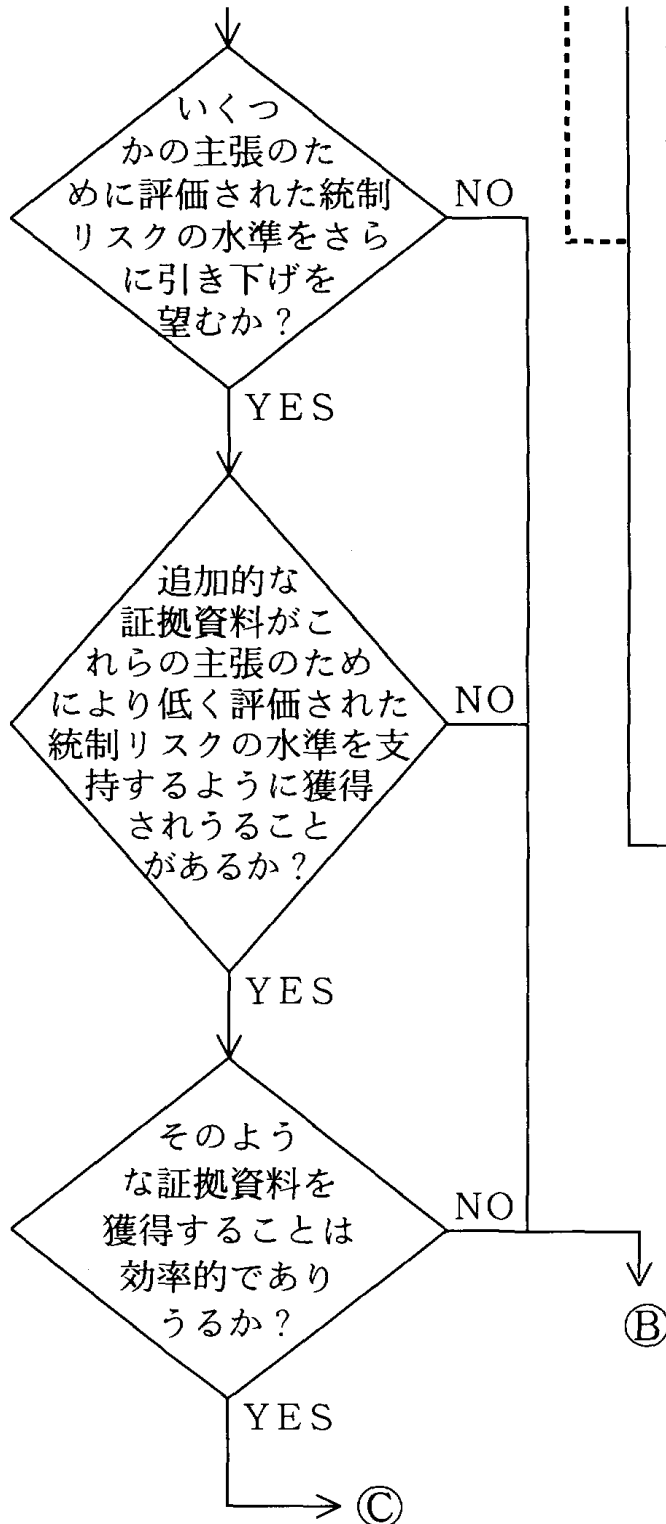 いくつ
かの主張のた
めに評価された統制
リスクの水準をさら
に引き下げを
望むか?
NO
YES
追加的な
証拠資料がこ
れらの主張のため
により低く評価された
統制リスクの水準を支
持するように獲得
されうること
があるか?
NO
YES
そのよう
な証拠資料を
獲得することは
効率的であり
うるか?
NO
Ⓑ
YES
Ⓒ